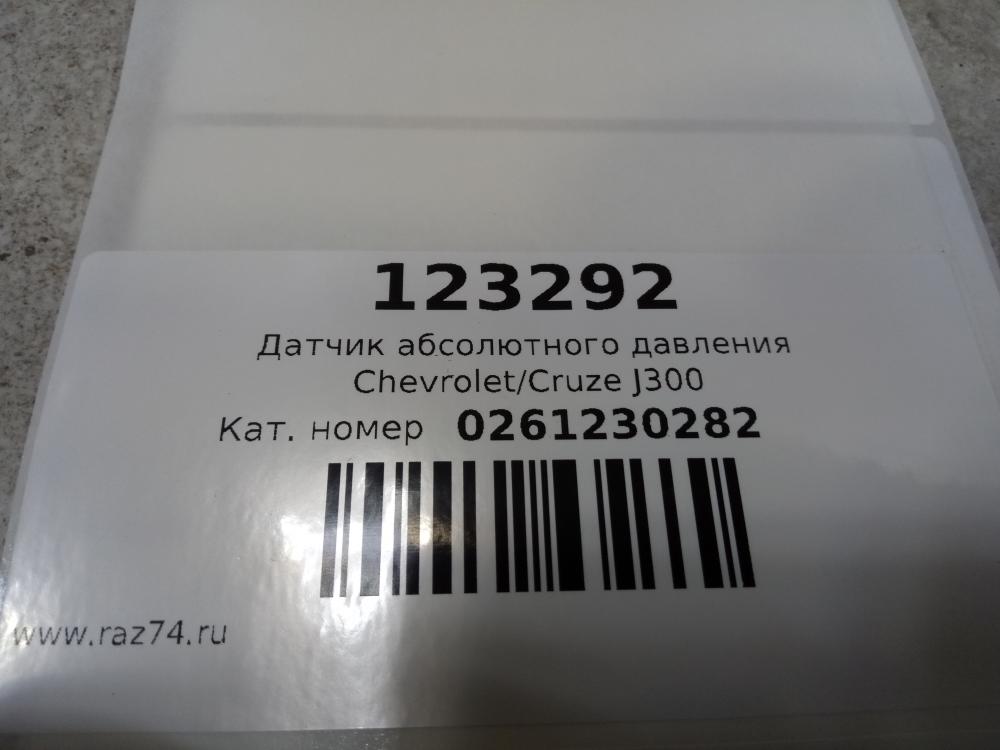 123292
Датчик абсолютного давления
Chevrolet/Cruze J300
Кат. номер 0261230282
www.raz74.ru